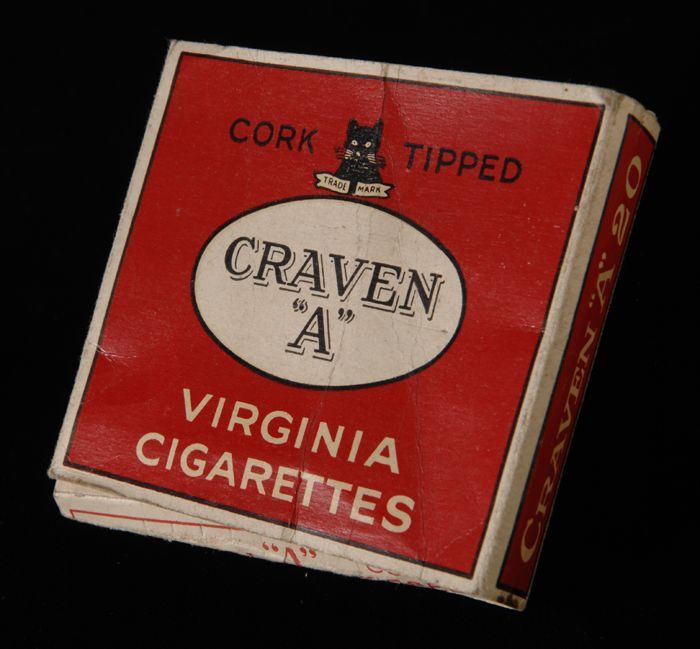 CORK TIPPED
TRADE MARK
CRAVEN
"A"
VIRGINIA
CIGARETTES
CRAVEN "A" 20
"A"